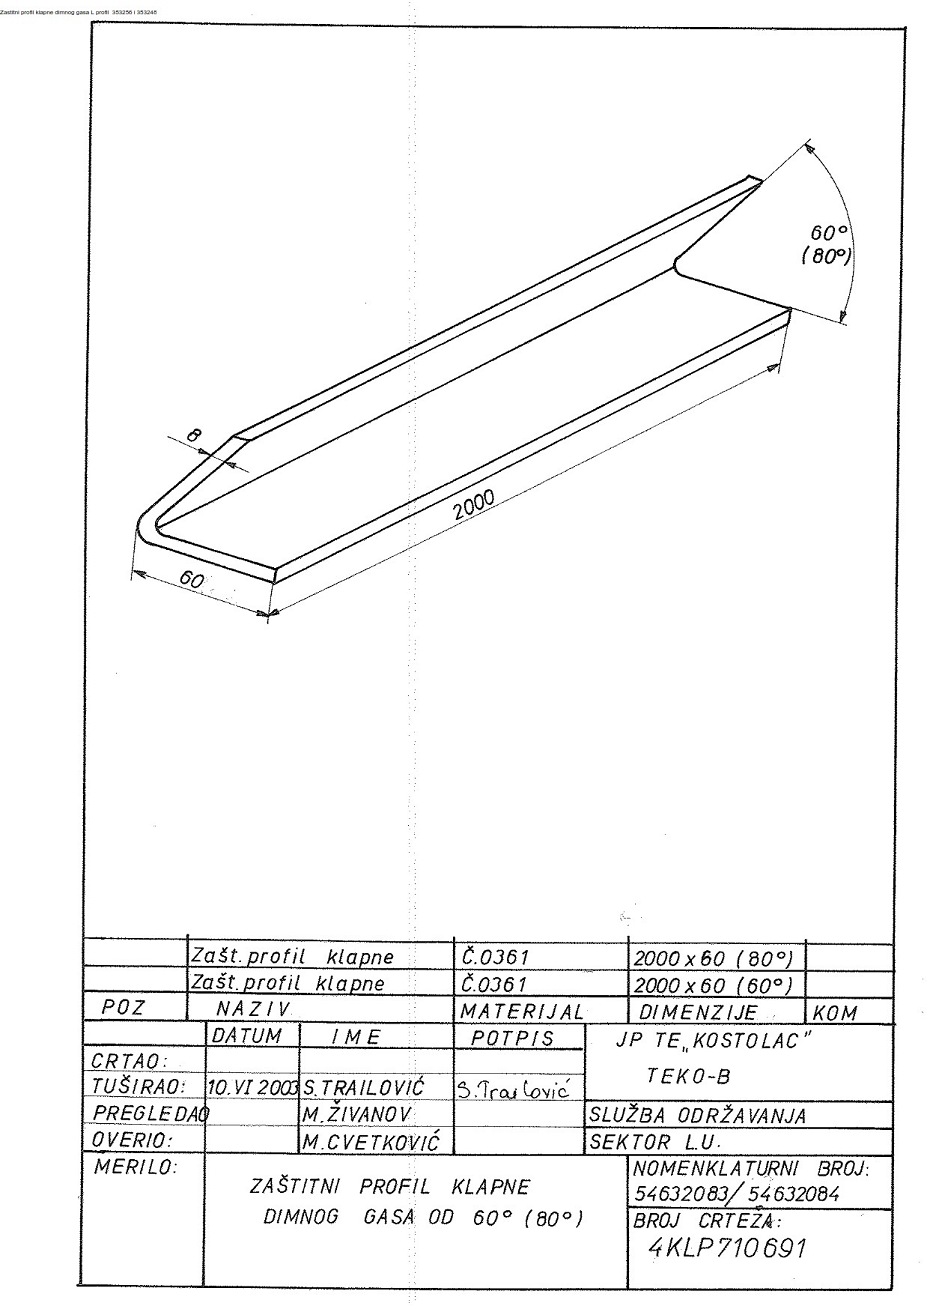 Zastitni profil klapne dimnog gasa L profil 353256 i 353246
60°
(80°)
8
2000
60
Zašt. profil klapne Č.0361 2000 x 60 (80°)
Zašt. profil klapne Č.0361 2000 x 60 (60°)
POZ NAZIV MATERIJAL DIMENZIJE KOM
DATUM IME POTPIS
JP TE „KOSTOLAC"
TEKO-B
CRTAO:
TUŠIRAO: 10.VI 2003 S.TRAILOVIĆ S.Trailović
PREGLEDAO M.ŽIVANOV SLUŽBA ODRŽAVANJA
OVERIO: M.CVETKOVIĆ SEKTOR L.U.
MERILO:
ZAŠTITNI PROFIL KLAPNE
DIMNOG GASA OD 60° (80°)
NOMENKLATURNI BROJ:
54632083/54632084
BROJ CRTEŽA:
4KLP710691